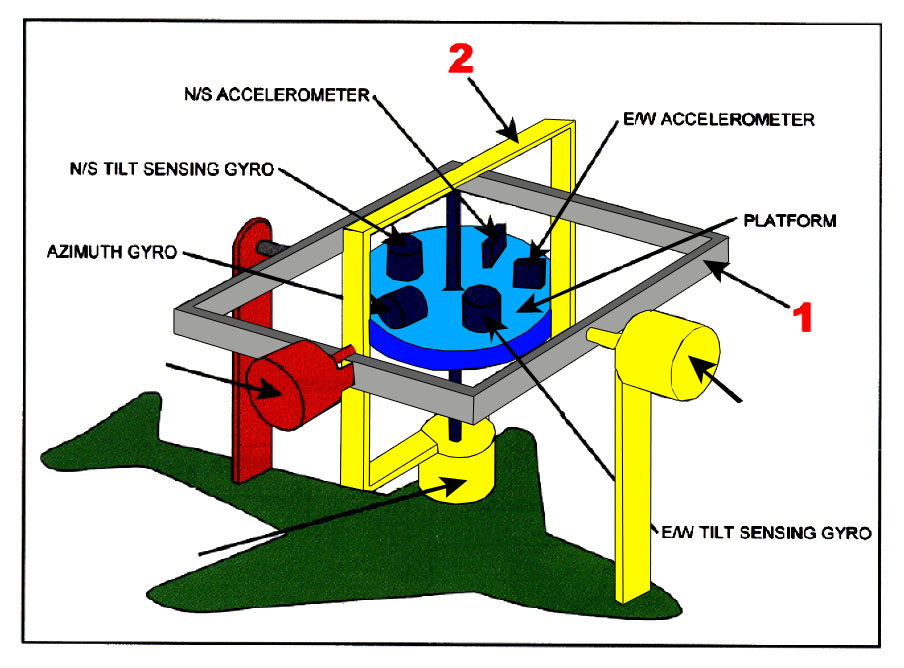 2
N/S ACCELEROMETER
E/W ACCELEROMETER
N/S TILT SENSING GYRO
PLATFORM
AZIMUTH GYRO
1
E/W TILT SENSING GYRO